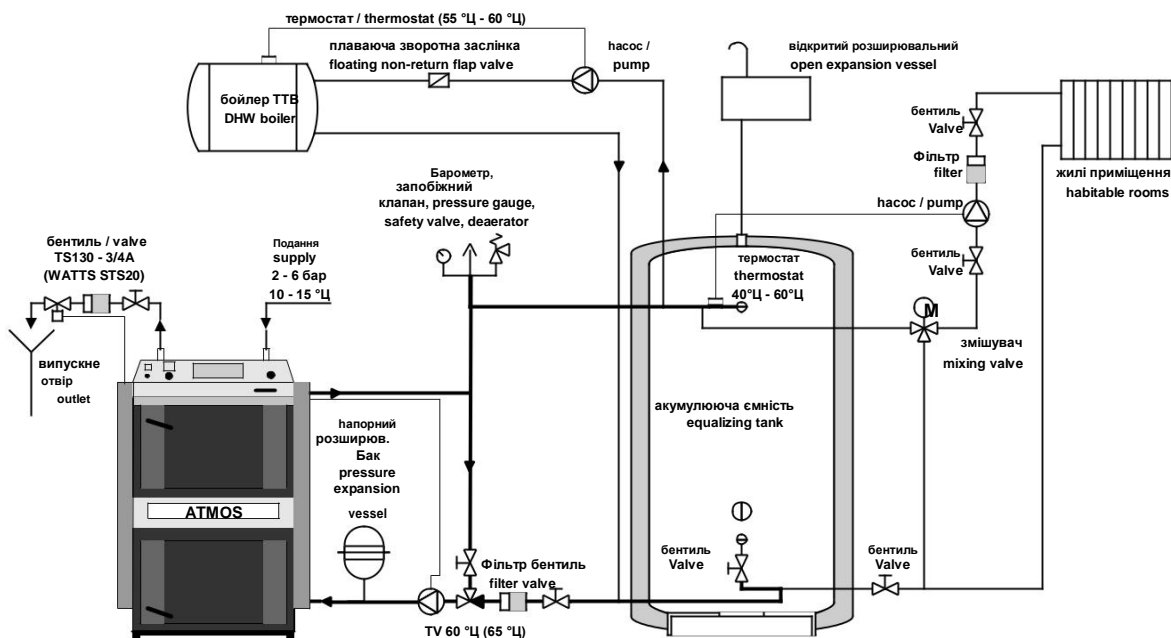 термостат / thermostat (55 °Ц - 60 °Ц)
плаваюча зворотна заслінка
floating non-return flap valve
hасос /
pump
відкритий розширювальний
open expansion vessel
бойлер ТТВ
DHW boiler
бентиль
Valve
Фільтр
filter
жилі приміщення
habitable rooms
Барометр,
запобіжний
клапан, pressure gauge,
safety valve, deaerator
hасос / pump
бентиль / valve
TS130 - 3/4A
(WATTS STS20)
Подання
supply
2 - 6 бар
10 - 15 °Ц
термостат
thermostat
40°Ц - 60°Ц
бентиль
Valve
M
змішувач
mixing valve
випускне
отвір
outlet
акумулююча ємність
equalizing tank
hапорний
розширюв.
Бак
pressure
expansion
vessel
ATMOS
бентиль
Valve
бентиль
Valve
Фільтр бентиль
filter valve
TV 60 °Ц (65 °Ц)